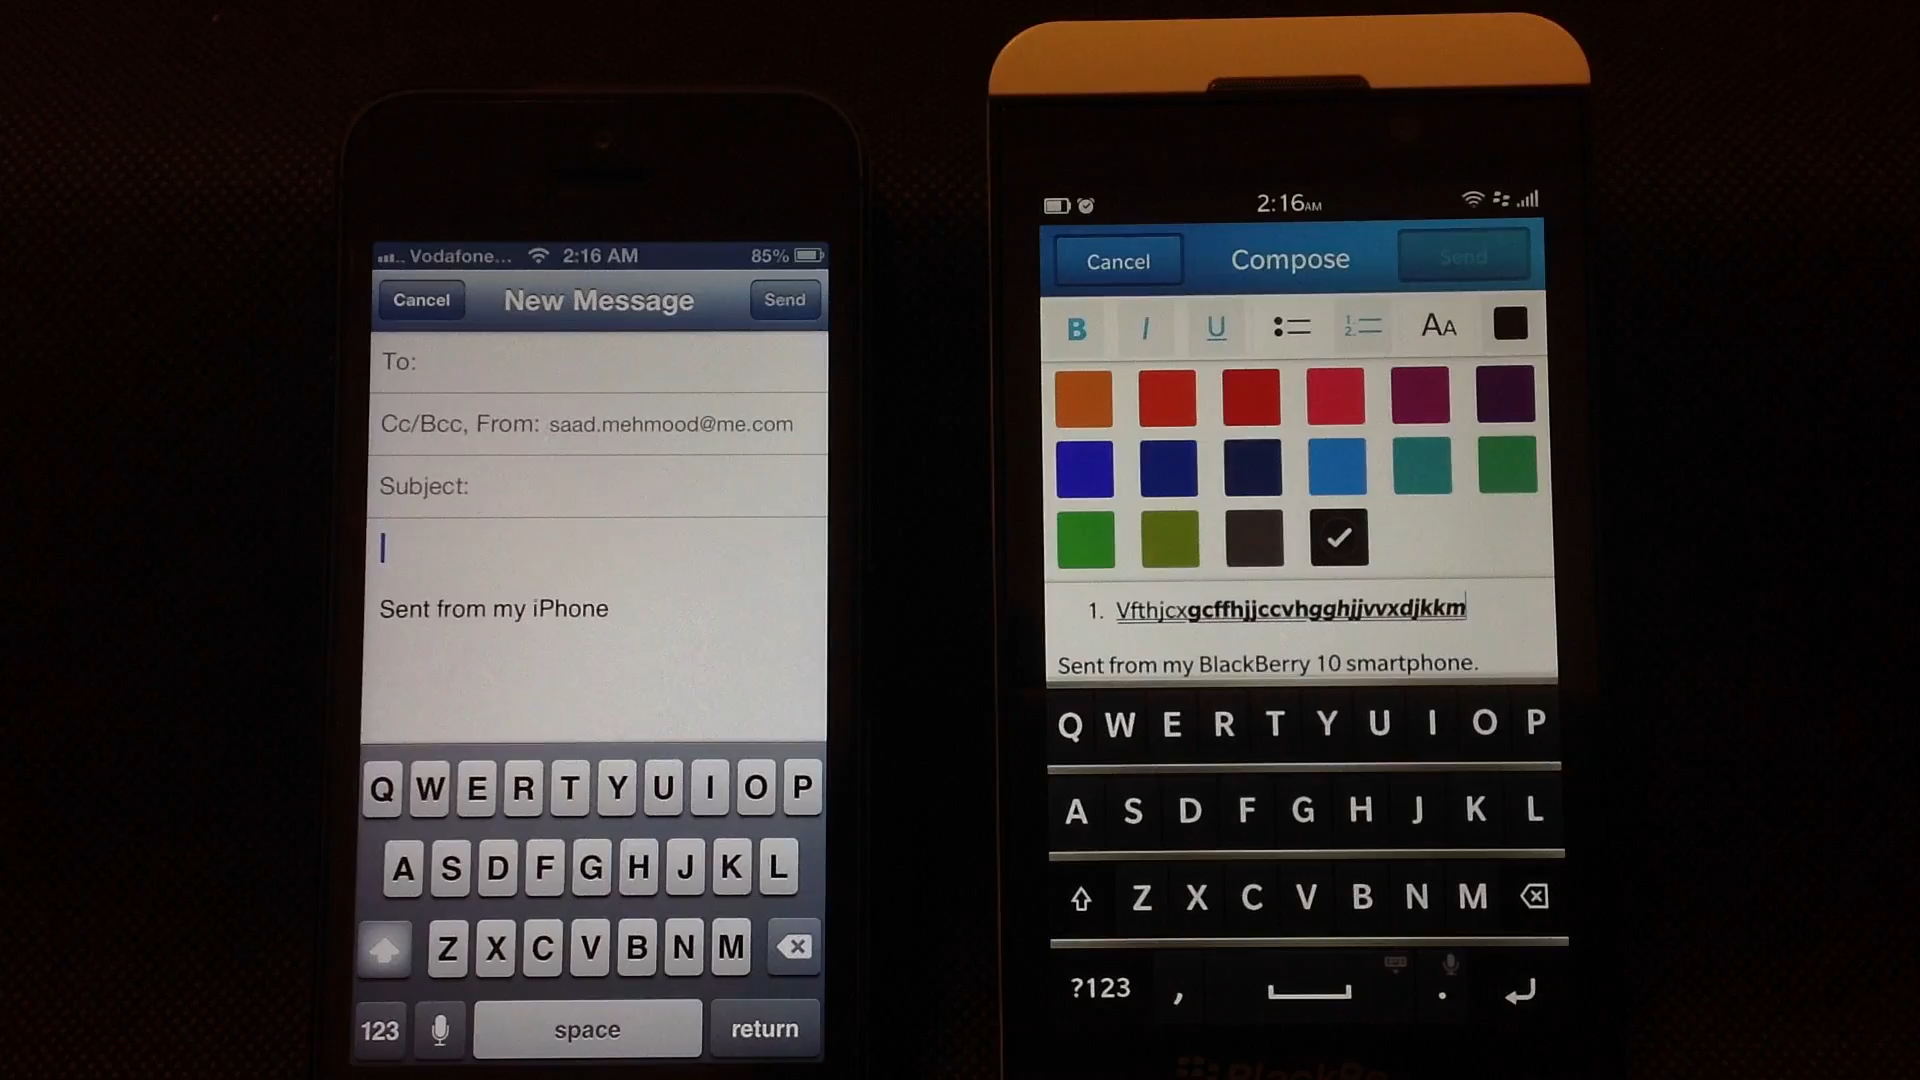 Vodafone... 2:16 AM 85%
Cancel New Message Send
To:
Cc/Bcc, From: saad.mehmood@me.com
Subject:
Sent from my iPhone
Q W E R T Y U I O P
A S D F G H J K L
Z X C V B N M
123 space return
2:16AM
Cancel Compose Send
B I U 1. 2. AA
1. Vfthjcxgcffhjjccvhgghjjvvxdjkkm
Sent from my BlackBerry 10 smartphone.
Q W E R T Y U I O P
A S D F G H J K L
Z X C V B N M
?123 , .